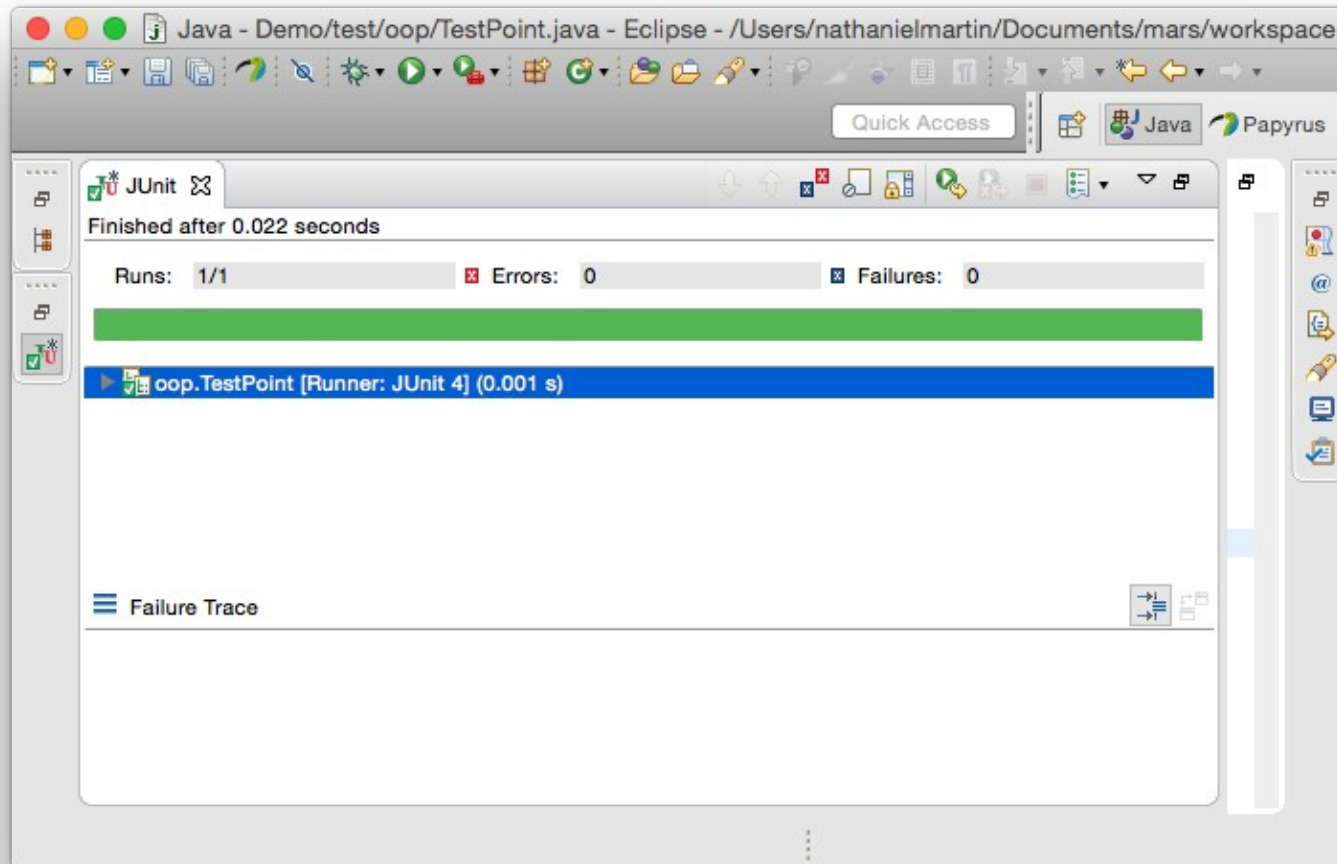 Java - Demo/test/oop/TestPoint.java - Eclipse - /Users/nathanielmartin/Documents/mars/workspace
Quick Access
Java
Papyrus
JUnit
Finished after 0.022 seconds
Runs: 1/1 Errors: 0 Failures: 0
oop.TestPoint [Runner: JUnit 4] (0.001 s)
Failure Trace